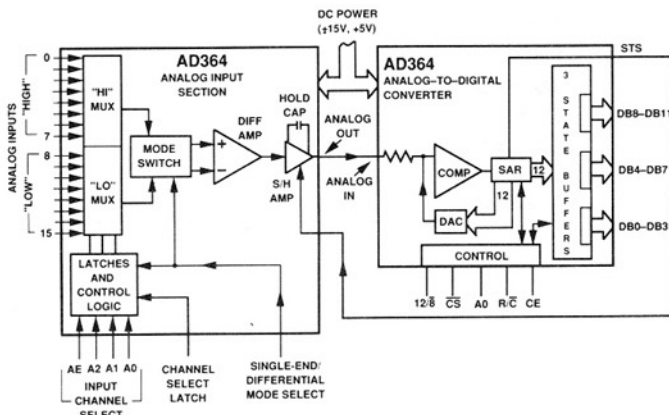 DC POWER
(±15V, +5V)
AD364
ANALOG INPUT
SECTION
AD364
ANALOG–TO–DIGITAL
CONVERTER
STS
ANALOG INPUTS
"HIGH"
"LOW"
0
7
8
15
"HI"
MUX
"LO"
MUX
MODE
SWITCH
DIFF
AMP
+
–
HOLD
CAP
S/H
AMP
ANALOG
OUT
ANALOG
IN
COMP
SAR
12
12
DAC
3
STATE
BUFFERS
DB8–DB11
DB4–DB7
DB0–DB3
CONTROL
12/8̅ C̅S̅ A0 R/C̅ CE
LATCHES
AND
CONTROL
LOGIC
AE A2 A1 A0
INPUT
CHANNEL
SELECT
CHANNEL
SELECT
LATCH
SINGLE-END/
DIFFERENTIAL
MODE SELECT